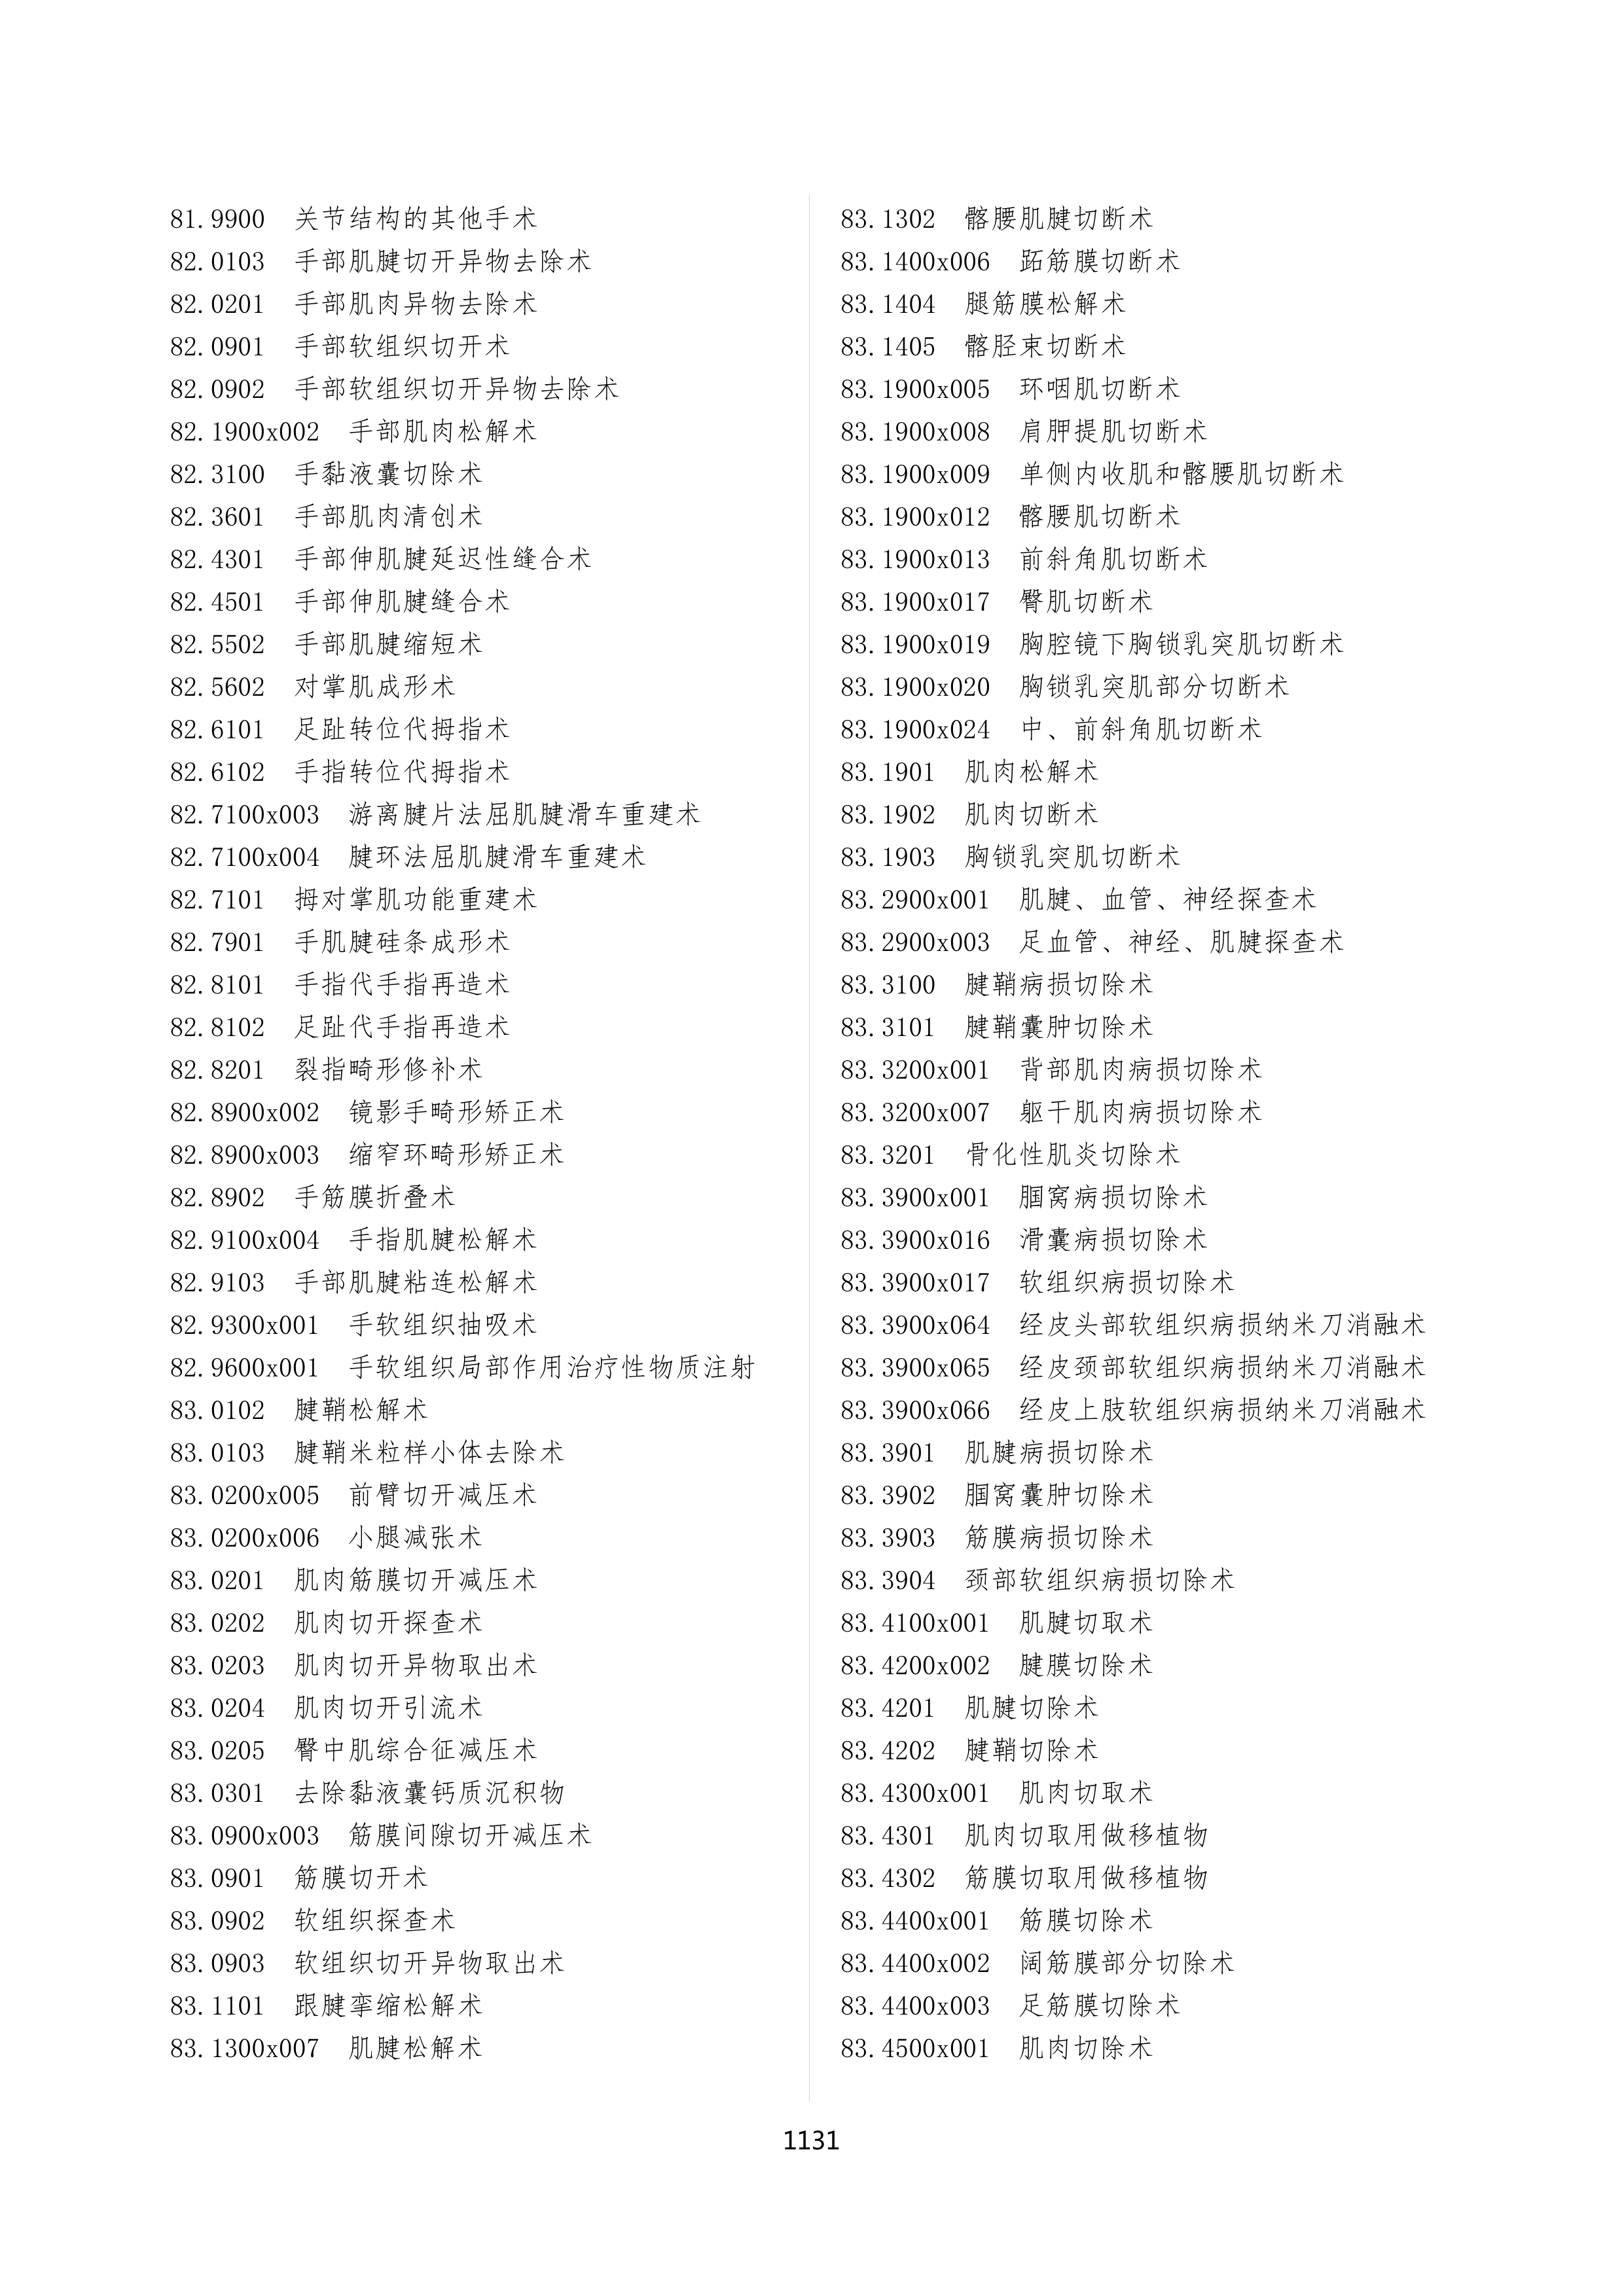 81.9900 关节结构的其他手术
82.0103 手部肌腱切开异物去除术
82.0201 手部肌肉异物去除术
82.0901 手部软组织切开术
82.0902 手部软组织切开异物去除术
82.1900x002 手部肌肉松解术
82.3100 手黏液囊切除术
82.3601 手部肌肉清创术
82.4301 手部伸肌腱延迟性缝合术
82.4501 手部伸肌腱缝合术
82.5502 手部肌腱缩短术
82.5602 对掌肌成形术
82.6101 足趾转位代拇指术
82.6102 手指转位代拇指术
82.7100x003 游离腱片法屈肌腱滑车重建术
82.7100x004 腱环法屈肌腱滑车重建术
82.7101 拇对掌肌功能重建术
82.7901 手肌腱硅条成形术
82.8101 手指代手指再造术
82.8102 足趾代手指再造术
82.8201 裂指畸形修补术
82.8900x002 镜影手畸形矫正术
82.8900x003 缩窄环畸形矫正术
82.8902 手筋膜折叠术
82.9100x004 手指肌腱松解术
82.9103 手部肌腱粘连松解术
82.9300x001 手软组织抽吸术
82.9600x001 手软组织局部作用治疗性物质注射
83.0102 腱鞘松解术
83.0103 腱鞘米粒样小体去除术
83.0200x005 前臂切开减压术
83.0200x006 小腿减张术
83.0201 肌肉筋膜切开减压术
83.0202 肌肉切开探查术
83.0203 肌肉切开异物取出术
83.0204 肌肉切开引流术
83.0205 臀中肌综合征减压术
83.0301 去除黏液囊钙质沉积物
83.0900x003 筋膜间隙切开减压术
83.0901 筋膜切开术
83.0902 软组织探查术
83.0903 软组织切开异物取出术
83.1101 跟腱挛缩松解术
83.1300x007 肌腱松解术
83.1302 髂腰肌腱切断术
83.1400x006 跖筋膜切断术
83.1404 腿筋膜松解术
83.1405 髂胫束切断术
83.1900x005 环咽肌切断术
83.1900x008 肩胛提肌切断术
83.1900x009 单侧内收肌和髂腰肌切断术
83.1900x012 髂腰肌切断术
83.1900x013 前斜角肌切断术
83.1900x017 臀肌切断术
83.1900x019 胸腔镜下胸锁乳突肌切断术
83.1900x020 胸锁乳突肌部分切断术
83.1900x024 中、前斜角肌切断术
83.1901 肌肉松解术
83.1902 肌肉切断术
83.1903 胸锁乳突肌切断术
83.2900x001 肌腱、血管、神经探查术
83.2900x003 足血管、神经、肌腱探查术
83.3100 腱鞘病损切除术
83.3101 腱鞘囊肿切除术
83.3200x001 背部肌肉病损切除术
83.3200x007 躯干肌肉病损切除术
83.3201 骨化性肌炎切除术
83.3900x001 腘窝病损切除术
83.3900x016 滑囊病损切除术
83.3900x017 软组织病损切除术
83.3900x064 经皮头部软组织病损纳米刀消融术
83.3900x065 经皮颈部软组织病损纳米刀消融术
83.3900x066 经皮上肢软组织病损纳米刀消融术
83.3901 肌腱病损切除术
83.3902 腘窝囊肿切除术
83.3903 筋膜病损切除术
83.3904 颈部软组织病损切除术
83.4100x001 肌腱切取术
83.4200x002 腱膜切除术
83.4201 肌腱切除术
83.4202 腱鞘切除术
83.4300x001 肌肉切取术
83.4301 肌肉切取用做移植物
83.4302 筋膜切取用做移植物
83.4400x001 筋膜切除术
83.4400x002 阔筋膜部分切除术
83.4400x003 足筋膜切除术
83.4500x001 肌肉切除术
1131